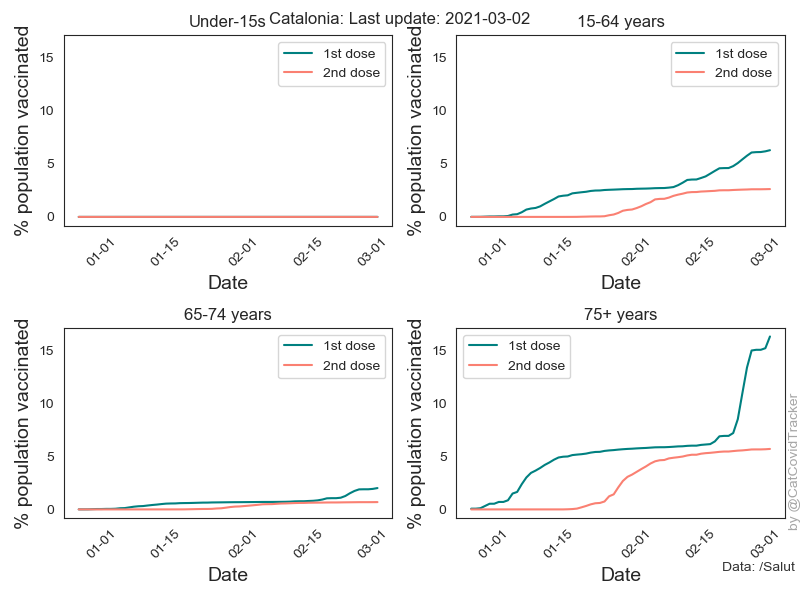 Catalonia: Last update: 2021-03-02
Under-15s
% population vaccinated
15
10
5
0
1st dose
2nd dose
01-01
01-15
02-01
02-15
03-01
Date
15-64 years
% population vaccinated
15
10
5
0
1st dose
2nd dose
01-01
01-15
02-01
02-15
03-01
Date
65-74 years
% population vaccinated
15
10
5
0
1st dose
2nd dose
01-01
01-15
02-01
02-15
03-01
Date
75+ years
% population vaccinated
15
10
5
0
1st dose
2nd dose
01-01
01-15
02-01
02-15
03-01
Date
by @CatCovidTracker
Data: /Salut